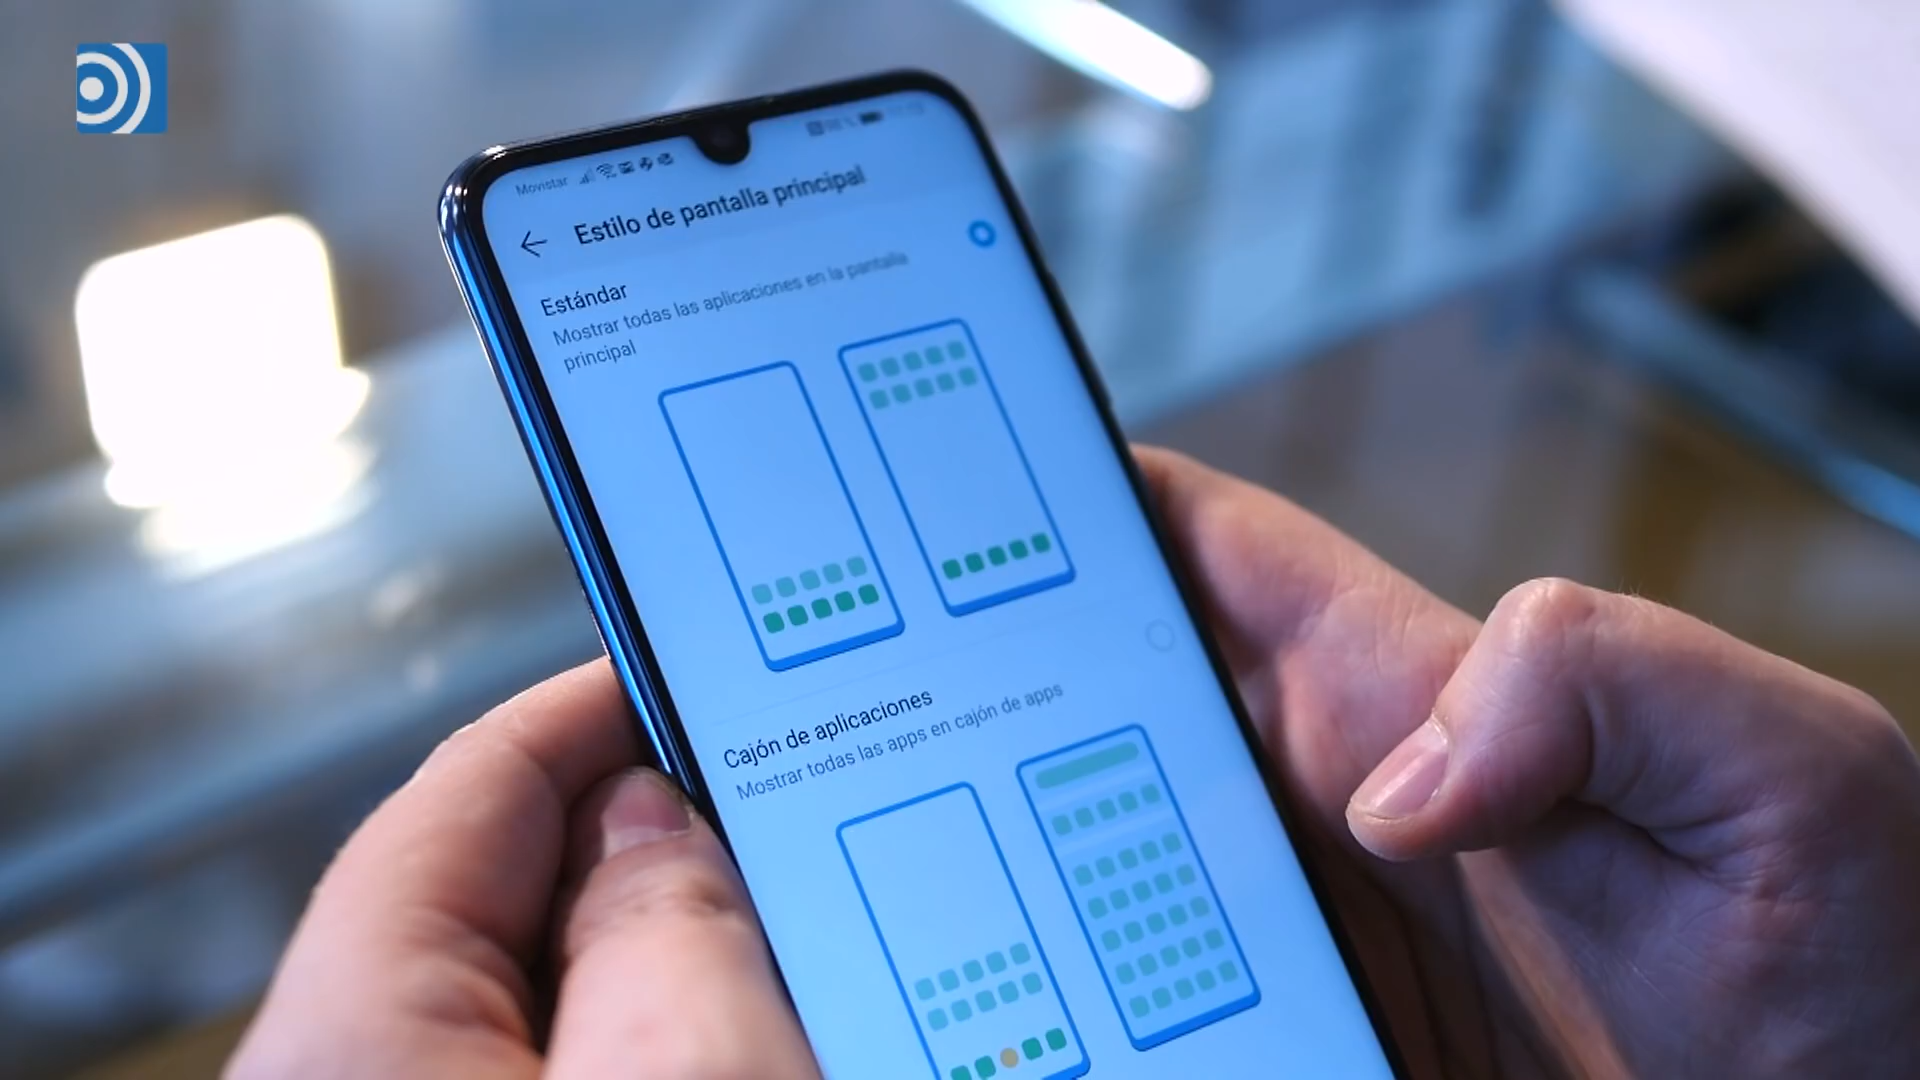 Movistar
Estilo de pantalla principal
Estándar
Mostrar todas las aplicaciones en la pantalla
principal
Cajón de aplicaciones
Mostrar todas las apps en cajón de apps